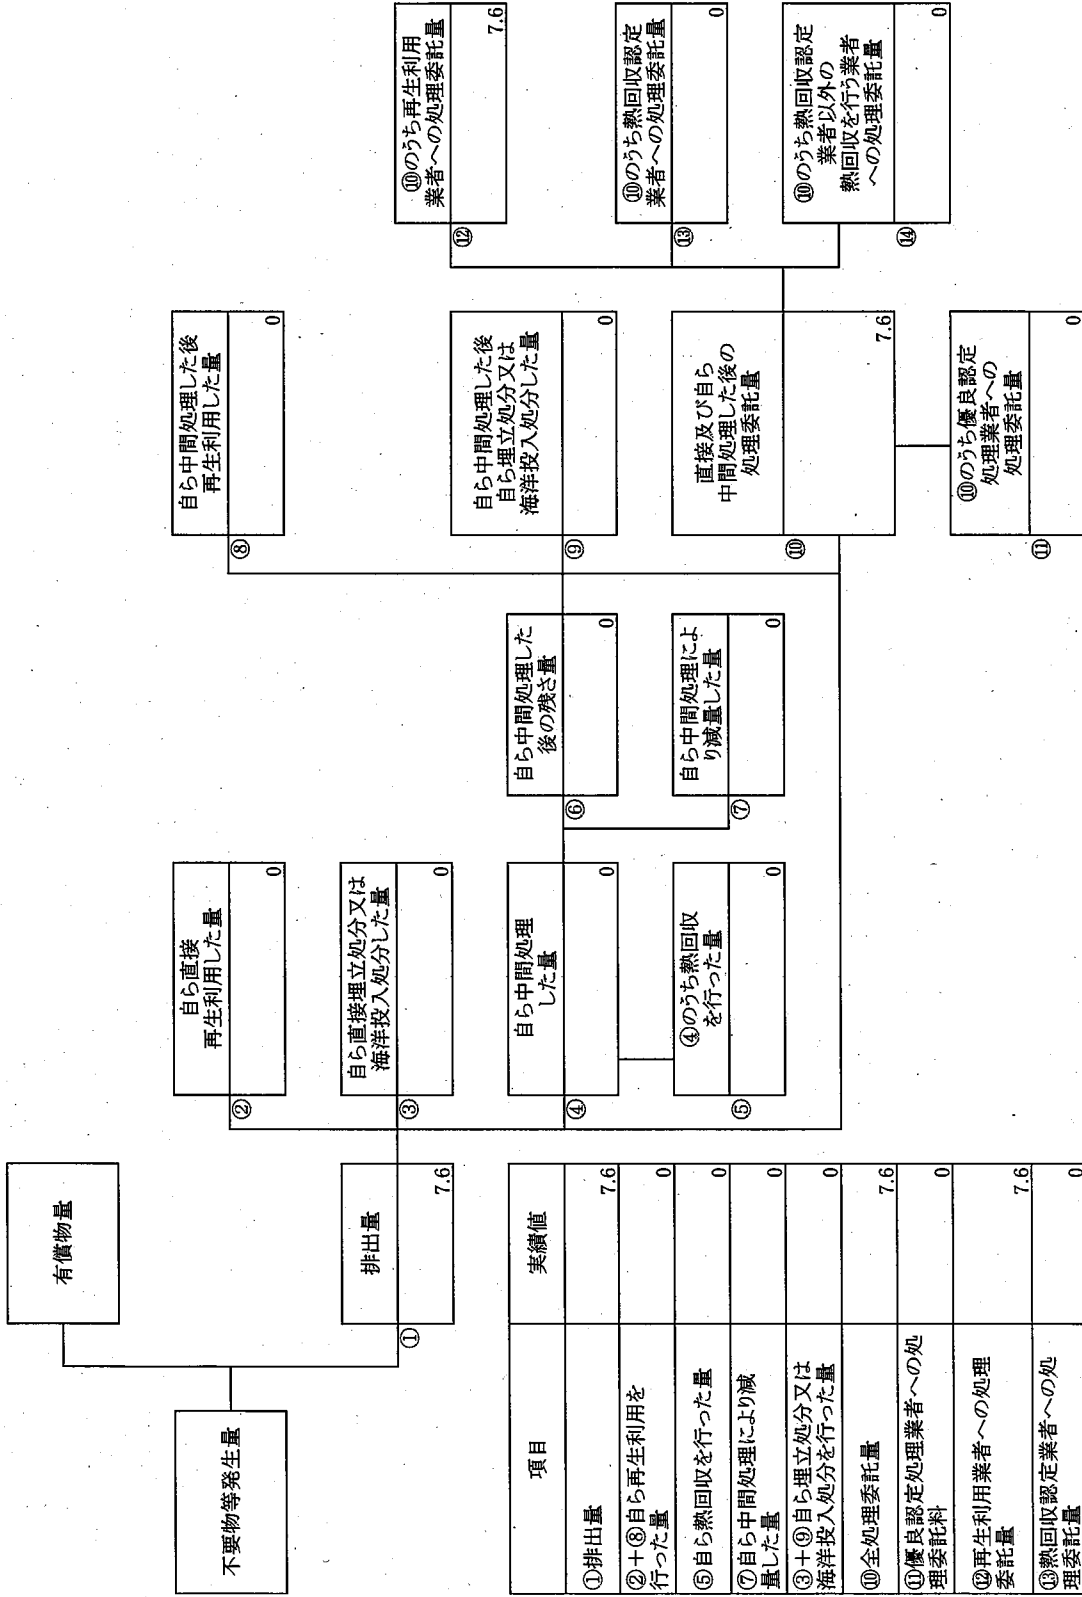 不要物等発生量
有償物量
排出量
①
7.6
自ら直接
再生利用した量
②
0
自ら直接埋立処分又は
海洋投入処分した量
③
0
自ら中間処理
した量
④
0
④のうち熱回収
を行った量
⑤
0
自ら中間処理した
後の残さ量
⑥
0
自ら中間処理によ
り減量した量
⑦
0
自ら中間処理した後
再生利用した量
⑧
0
自ら中間処理した後
自ら埋立処分又は
海洋投入処分した量
⑨
0
直接及び自ら
中間処理した後の
処理委託量
⑩
7.6
⑩のうち優良認定
処理業者への
処理委託量
⑪
0
⑩のうち再生利用
業者への処理委託量
⑫
7.6
⑩のうち熱回収認定
業者への処理委託量
⑬
0
⑩のうち熱回収認定
業者以外の
熱回収を行う業者
への処理委託量
⑭
0
項目 実績値
①排出量 7.6
②+⑧自ら再生利用を
行った量 0
⑤自ら熱回収を行った量 0
⑦自ら中間処理により減
量した量 0
③+⑨自ら埋立処分又は
海洋投入処分を行った量 0
⑩全処理委託量 7.6
⑪優良認定処理業者への処
理委託料 0
⑫再生利用業者への処理
委託量 7.6
⑬熱回収認定業者への処
理委託量 0